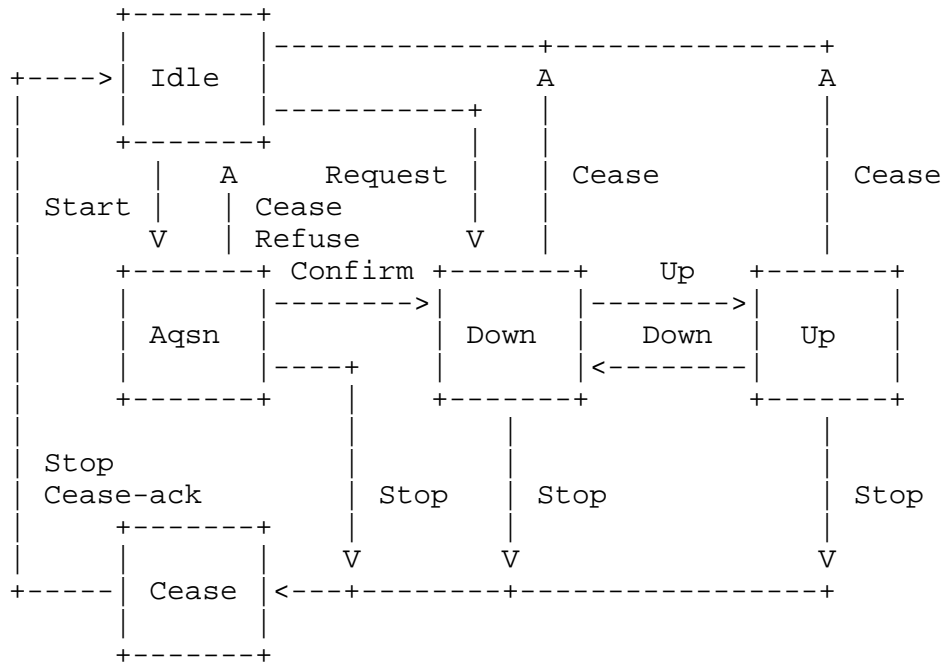 Idle
Request Cease Cease
Start Cease
Refuse
Confirm Up
Aqsn Down Down Up
Stop
Cease-ack Stop Stop Stop
Cease